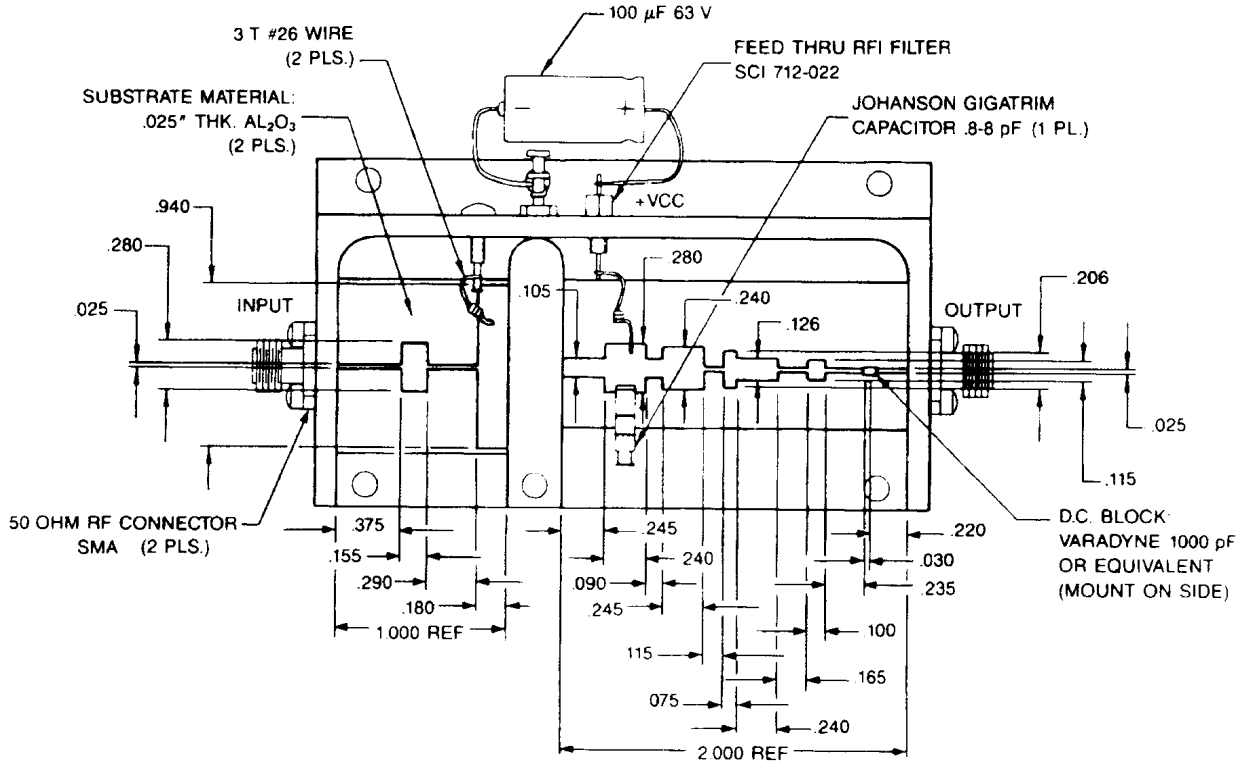 100 µF 63 V
3 T #26 WIRE
(2 PLS.)
FEED THRU RFI FILTER
SCI 712-022
SUBSTRATE MATERIAL:
.025" THK. AL₂O₃
(2 PLS.)
JOHANSON GIGATRIM
CAPACITOR .8-8 pF (1 PL.)
−
+
+VCC
.940
.280
INPUT
.025
.105
.280
.240
.126
OUTPUT
.206
.025
.115
50 OHM RF CONNECTOR
SMA (2 PLS.)
D.C. BLOCK:
VARADYNE 1000 pF
OR EQUIVALENT
(MOUNT ON SIDE)
.375
.155
.290
.180
1.000 REF
.245
.240
.090
.245
.220
.030
.235
.100
115
.165
075
.240
2.000 REF